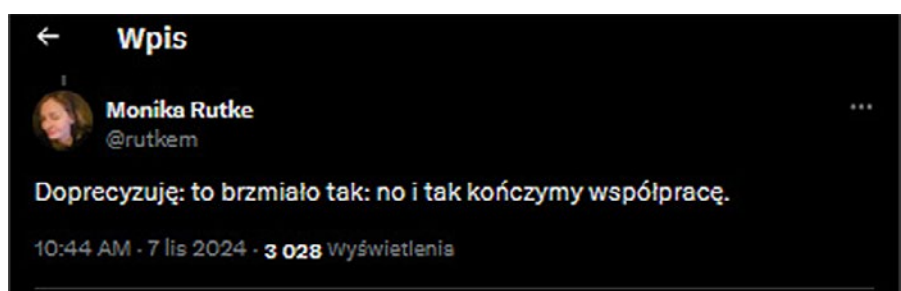 Wpis
Monika Rutke
@rutkem
Doprecyzuję: to brzmiało tak: no i tak kończymy współpracę.
10:44 AM · 7 lis 2024 · 3 028 Wyświetlenia